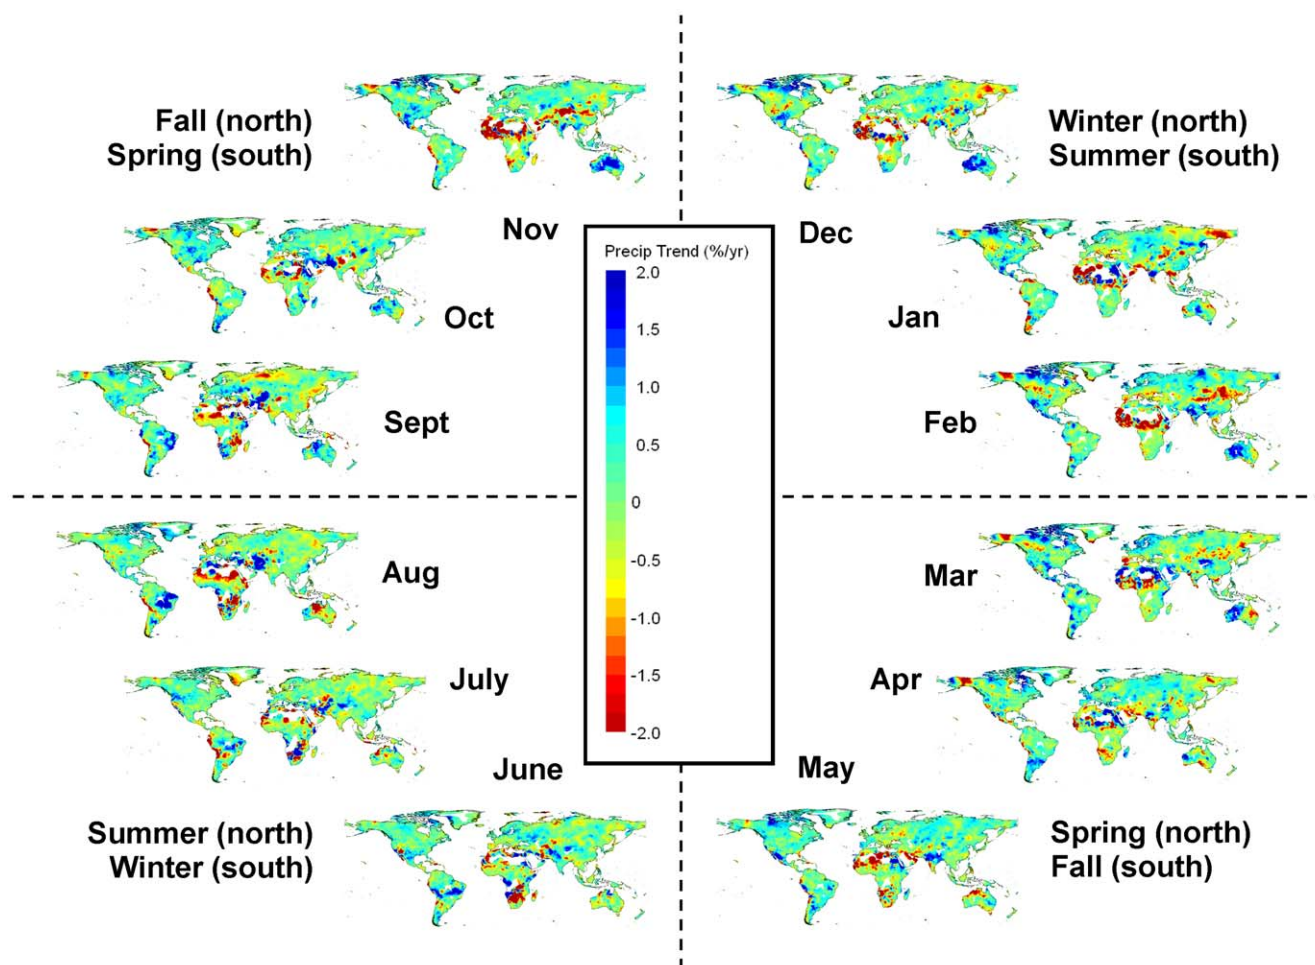 Fall (north)
Spring (south)
Winter (north)
Summer (south)
Nov
Dec
Oct
Jan
Sept
Feb
Precip Trend (%/yr)
2.0
1.5
1.0
0.5
0
-0.5
-1.0
-1.5
-2.0
Aug
Mar
July
Apr
June
May
Summer (north)
Winter (south)
Spring (north)
Fall (south)